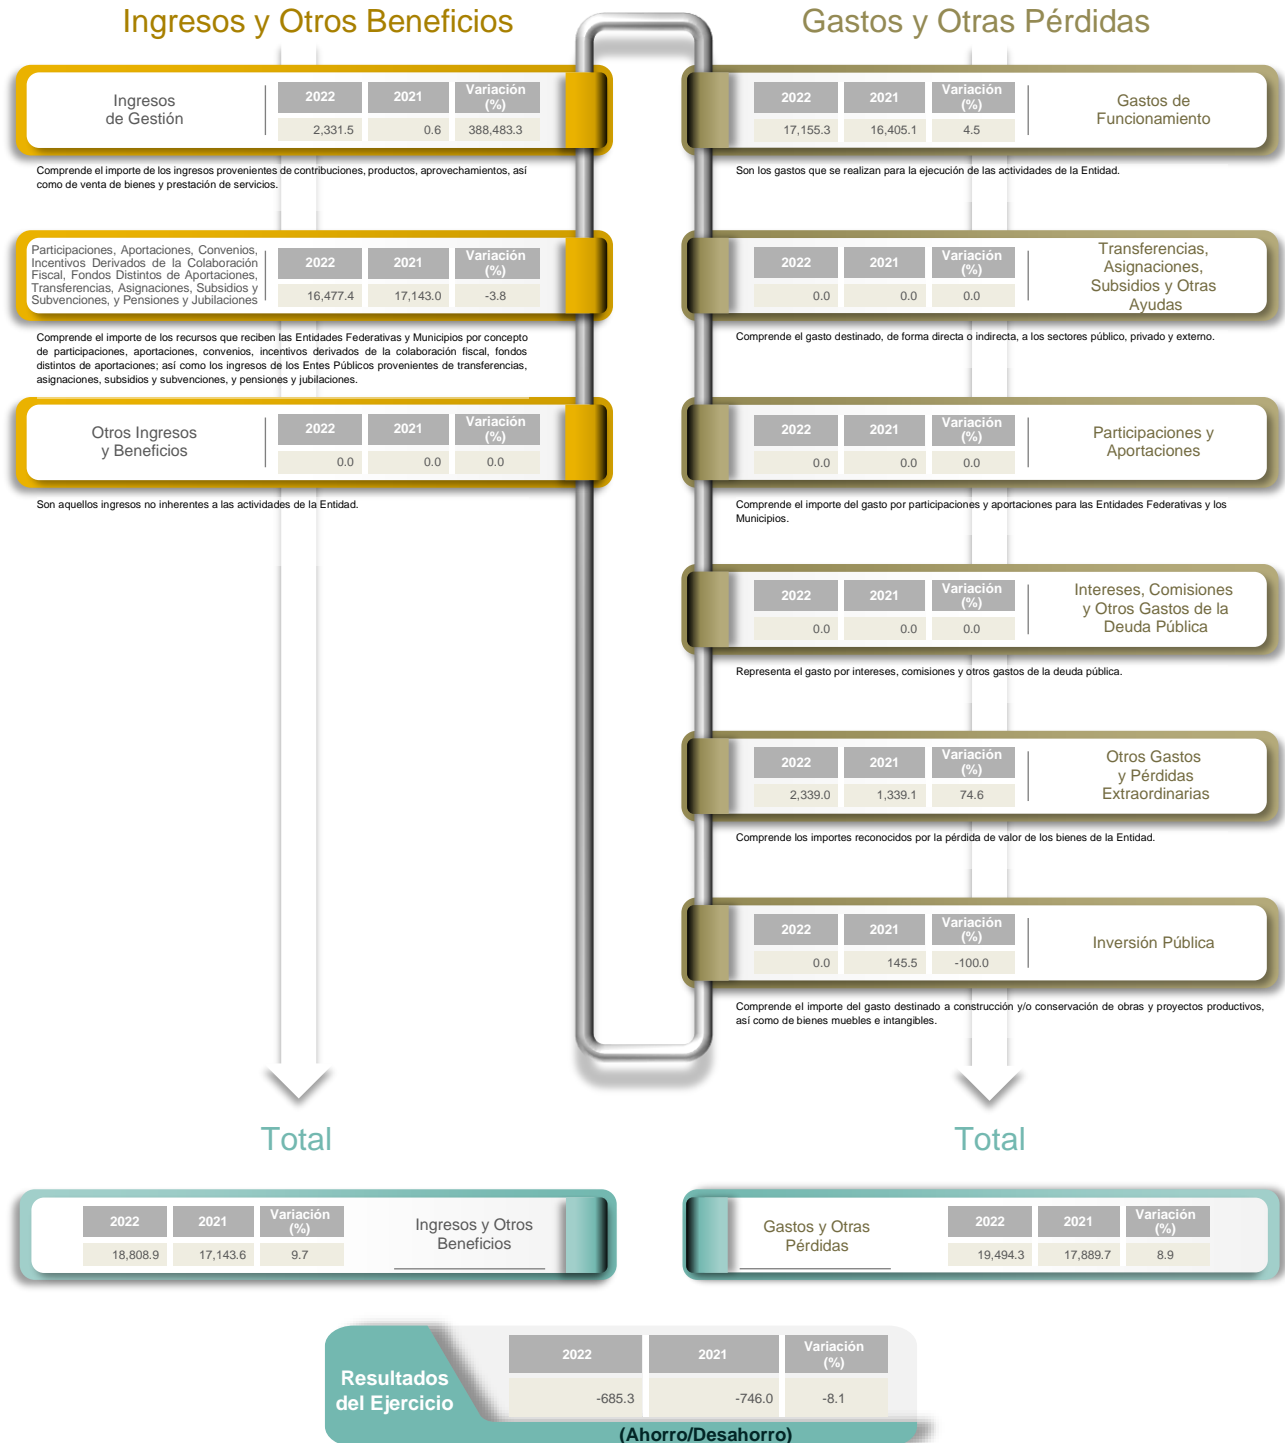 Ingresos y Otros Beneficios
Ingresos
de Gestión
2022 2021 Variación
(%)
2,331.5 0.6 388,483.3
Comprende el importe de los ingresos provenientes de contribuciones, productos, aprovechamientos, así
como de venta de bienes y prestación de servicios.
Participaciones, Aportaciones, Convenios,
Incentivos Derivados de la Colaboración
Fiscal, Fondos Distintos de Aportaciones,
Transferencias, Asignaciones, Subsidios y
Subvenciones, y Pensiones y Jubilaciones
2022 2021 Variación
(%)
16,477.4 17,143.0 -3.8
Comprende el importe de los recursos que reciben las Entidades Federativas y Municipios por concepto
de participaciones, aportaciones, convenios, incentivos derivados de la colaboración fiscal, fondos
distintos de aportaciones; así como los ingresos de los Entes Públicos provenientes de transferencias,
asignaciones, subsidios y subvenciones, y pensiones y jubilaciones.
Otros Ingresos
y Beneficios
2022 2021 Variación
(%)
0.0 0.0 0.0
Son aquellos ingresos no inherentes a las actividades de la Entidad.
Gastos y Otras Pérdidas
2022 2021 Variación
(%)
17,155.3 16,405.1 4.5
Gastos de
Funcionamiento
Son los gastos que se realizan para la ejecución de las actividades de la Entidad.
2022 2021 Variación
(%)
0.0 0.0 0.0
Transferencias,
Asignaciones,
Subsidios y Otras
Ayudas
Comprende el gasto destinado, de forma directa o indirecta, a los sectores público, privado y externo.
2022 2021 Variación
(%)
0.0 0.0 0.0
Participaciones y
Aportaciones
Comprende el importe del gasto por participaciones y aportaciones para las Entidades Federativas y los
Municipios.
2022 2021 Variación
(%)
0.0 0.0 0.0
Intereses, Comisiones
y Otros Gastos de la
Deuda Pública
Representa el gasto por intereses, comisiones y otros gastos de la deuda pública.
2022 2021 Variación
(%)
2,339.0 1,339.1 74.6
Otros Gastos
y Pérdidas
Extraordinarias
Comprende los importes reconocidos por la pérdida de valor de los bienes de la Entidad.
2022 2021 Variación
(%)
0.0 145.5 -100.0
Inversión Pública
Comprende el importe del gasto destinado a construcción y/o conservación de obras y proyectos productivos,
así como de bienes muebles e intangibles.
Total
2022 2021 Variación
(%)
18,808.9 17,143.6 9.7
Ingresos y Otros
Beneficios
Total
Gastos y Otras
Pérdidas
2022 2021 Variación
(%)
19,494.3 17,889.7 8.9
Resultados
del Ejercicio
2022 2021 Variación
(%)
-685.3 -746.0 -8.1
(Ahorro/Desahorro)